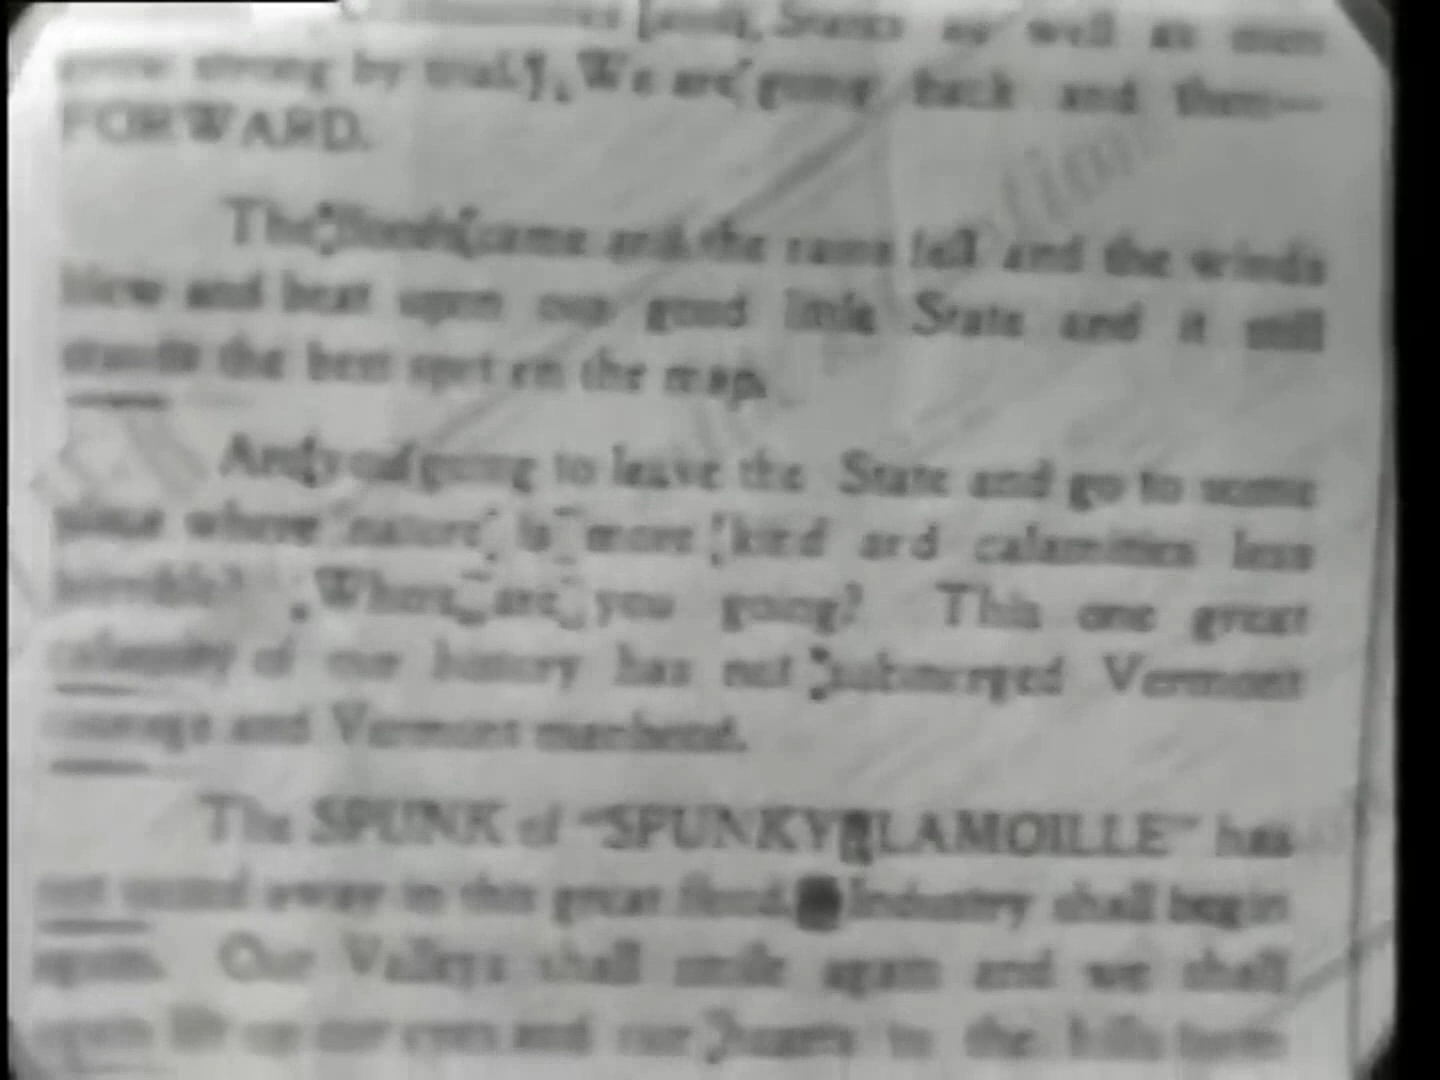 States as well as men
grow strong by trial. We are going back and then—
FORWARD.
The floods came and the rains fell and the winds
blew and beat upon our good little State and it still
stands the best spot on the map.
And you going to leave the State and go to some
place where nature is more kind and calamities less
terrible? Where are you going? This one great
calamity of our history has not submerged Vermont
courage and Vermont manhood.
The SPUNK of "SPUNKY LAMOILLE" has
not oozed away in this great flood. Industry shall begin
again. Our Valleys shall smile again and we shall
again lift up our eyes and our hearts to the hills